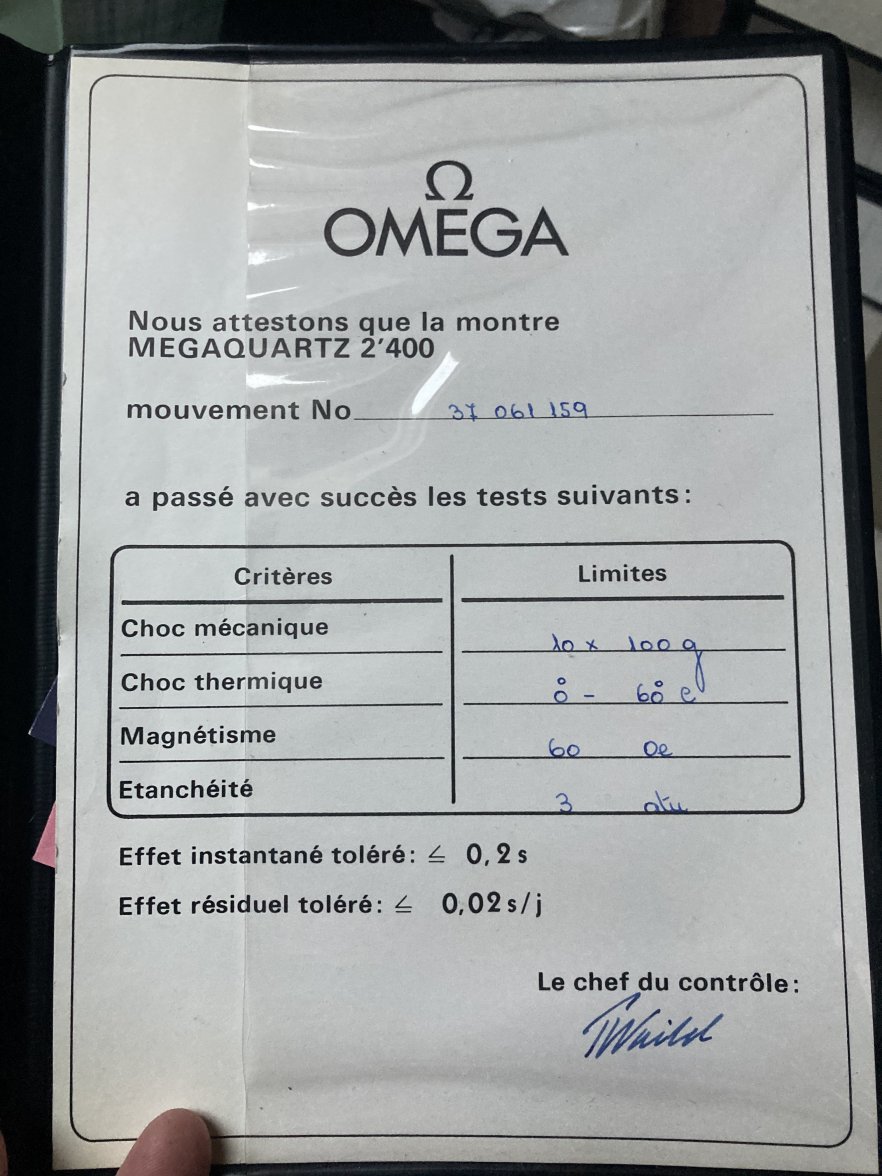 Ω
OMEGA
Nous attestons que la montre
MEGAQUARTZ 2'400
mouvement No 37 061 159
a passé avec succès les tests suivants:
Critères Limites
Choc mécanique 10 x 100 g
Choc thermique 0° - 60° c
Magnétisme 60 Oe
Etanchéité 3 atu
Effet instantané toléré: ≤ 0,2 s
Effet résiduel toléré: ≤ 0,02 s/j
Le chef du contrôle: